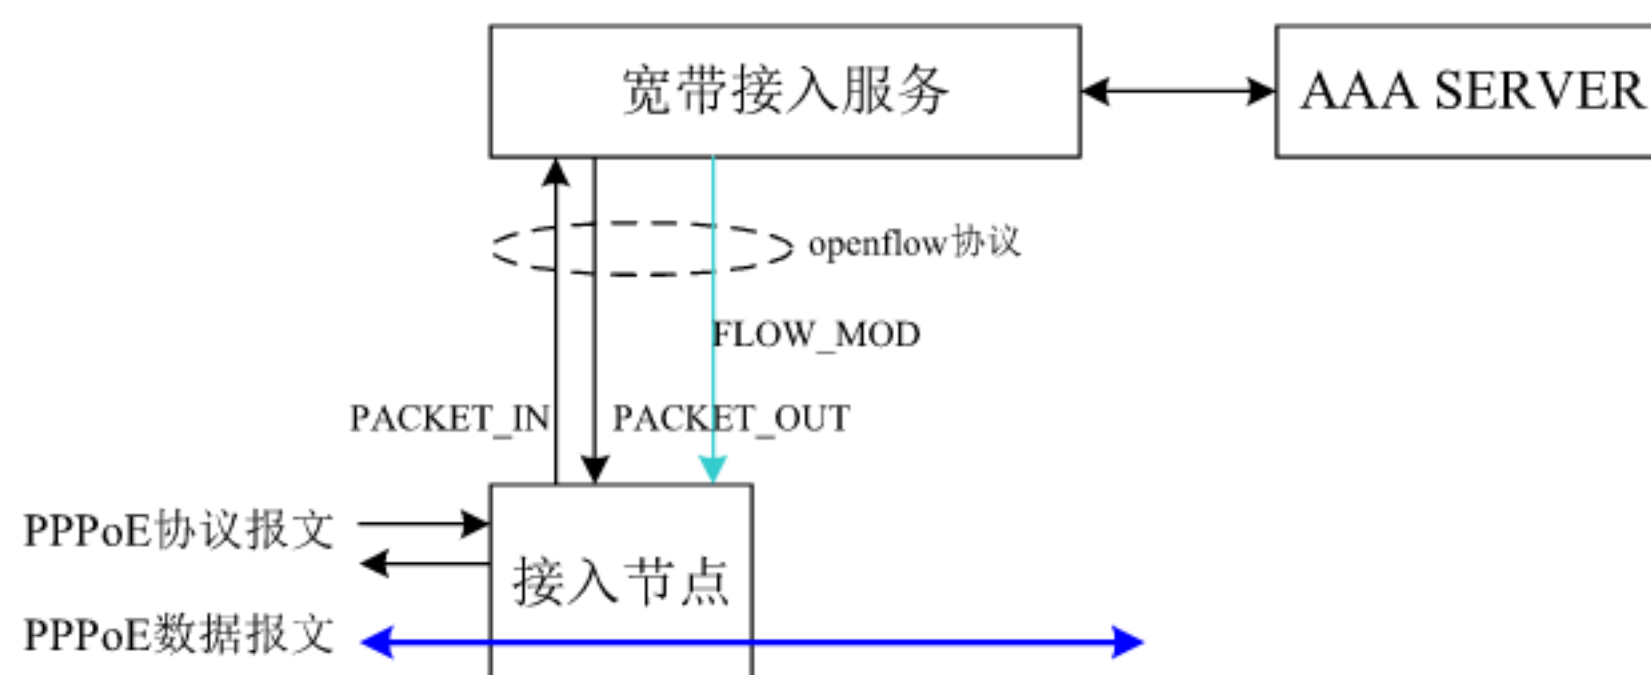 宽带接入服务
AAA SERVER
openflow协议
FLOW_MOD
PACKET_IN
PACKET_OUT
PPPoE协议报文
接入节点
PPPoE数据报文